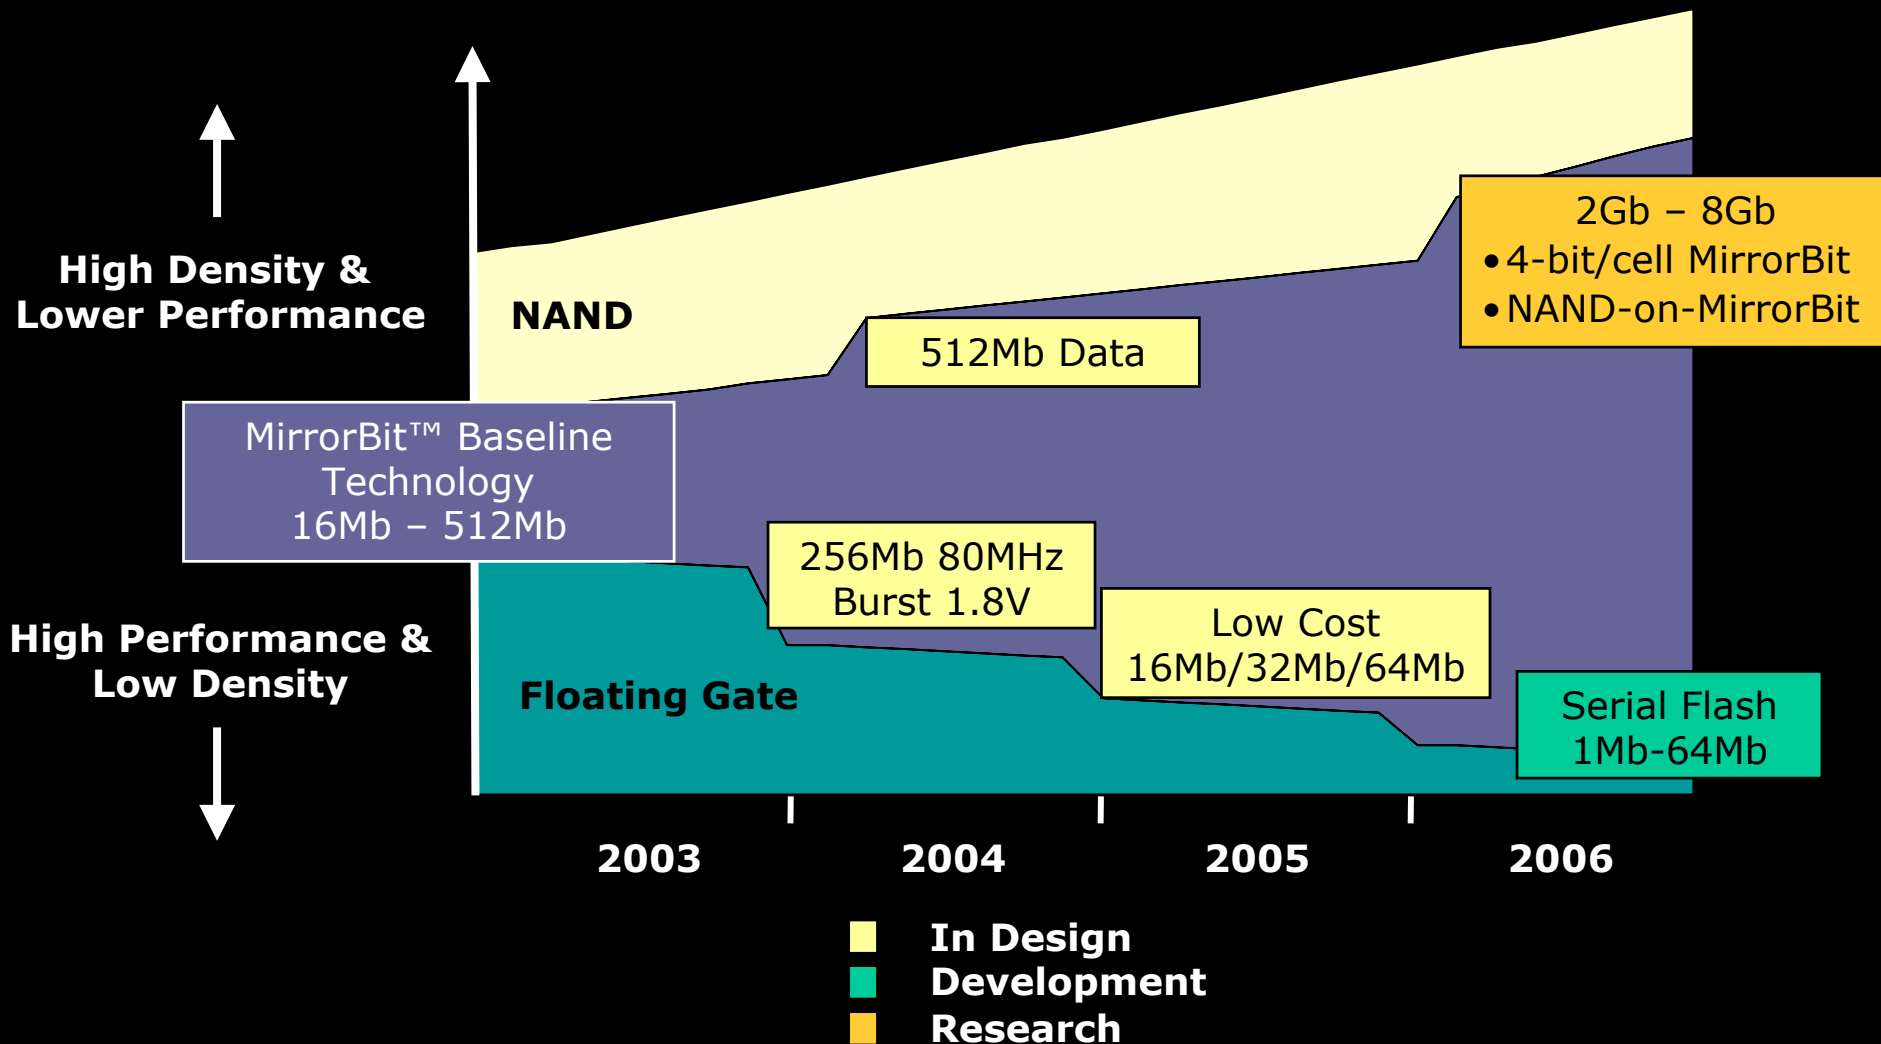 High Density &
Lower Performance
NAND
2Gb – 8Gb
•4-bit/cell MirrorBit
•NAND-on-MirrorBit
512Mb Data
MirrorBit™ Baseline
Technology
16Mb – 512Mb
256Mb 80MHz
Burst 1.8V
High Performance &
Low Density
Low Cost
16Mb/32Mb/64Mb
Floating Gate
Serial Flash
1Mb-64Mb
2003 2004 2005 2006
In Design
Development
Research